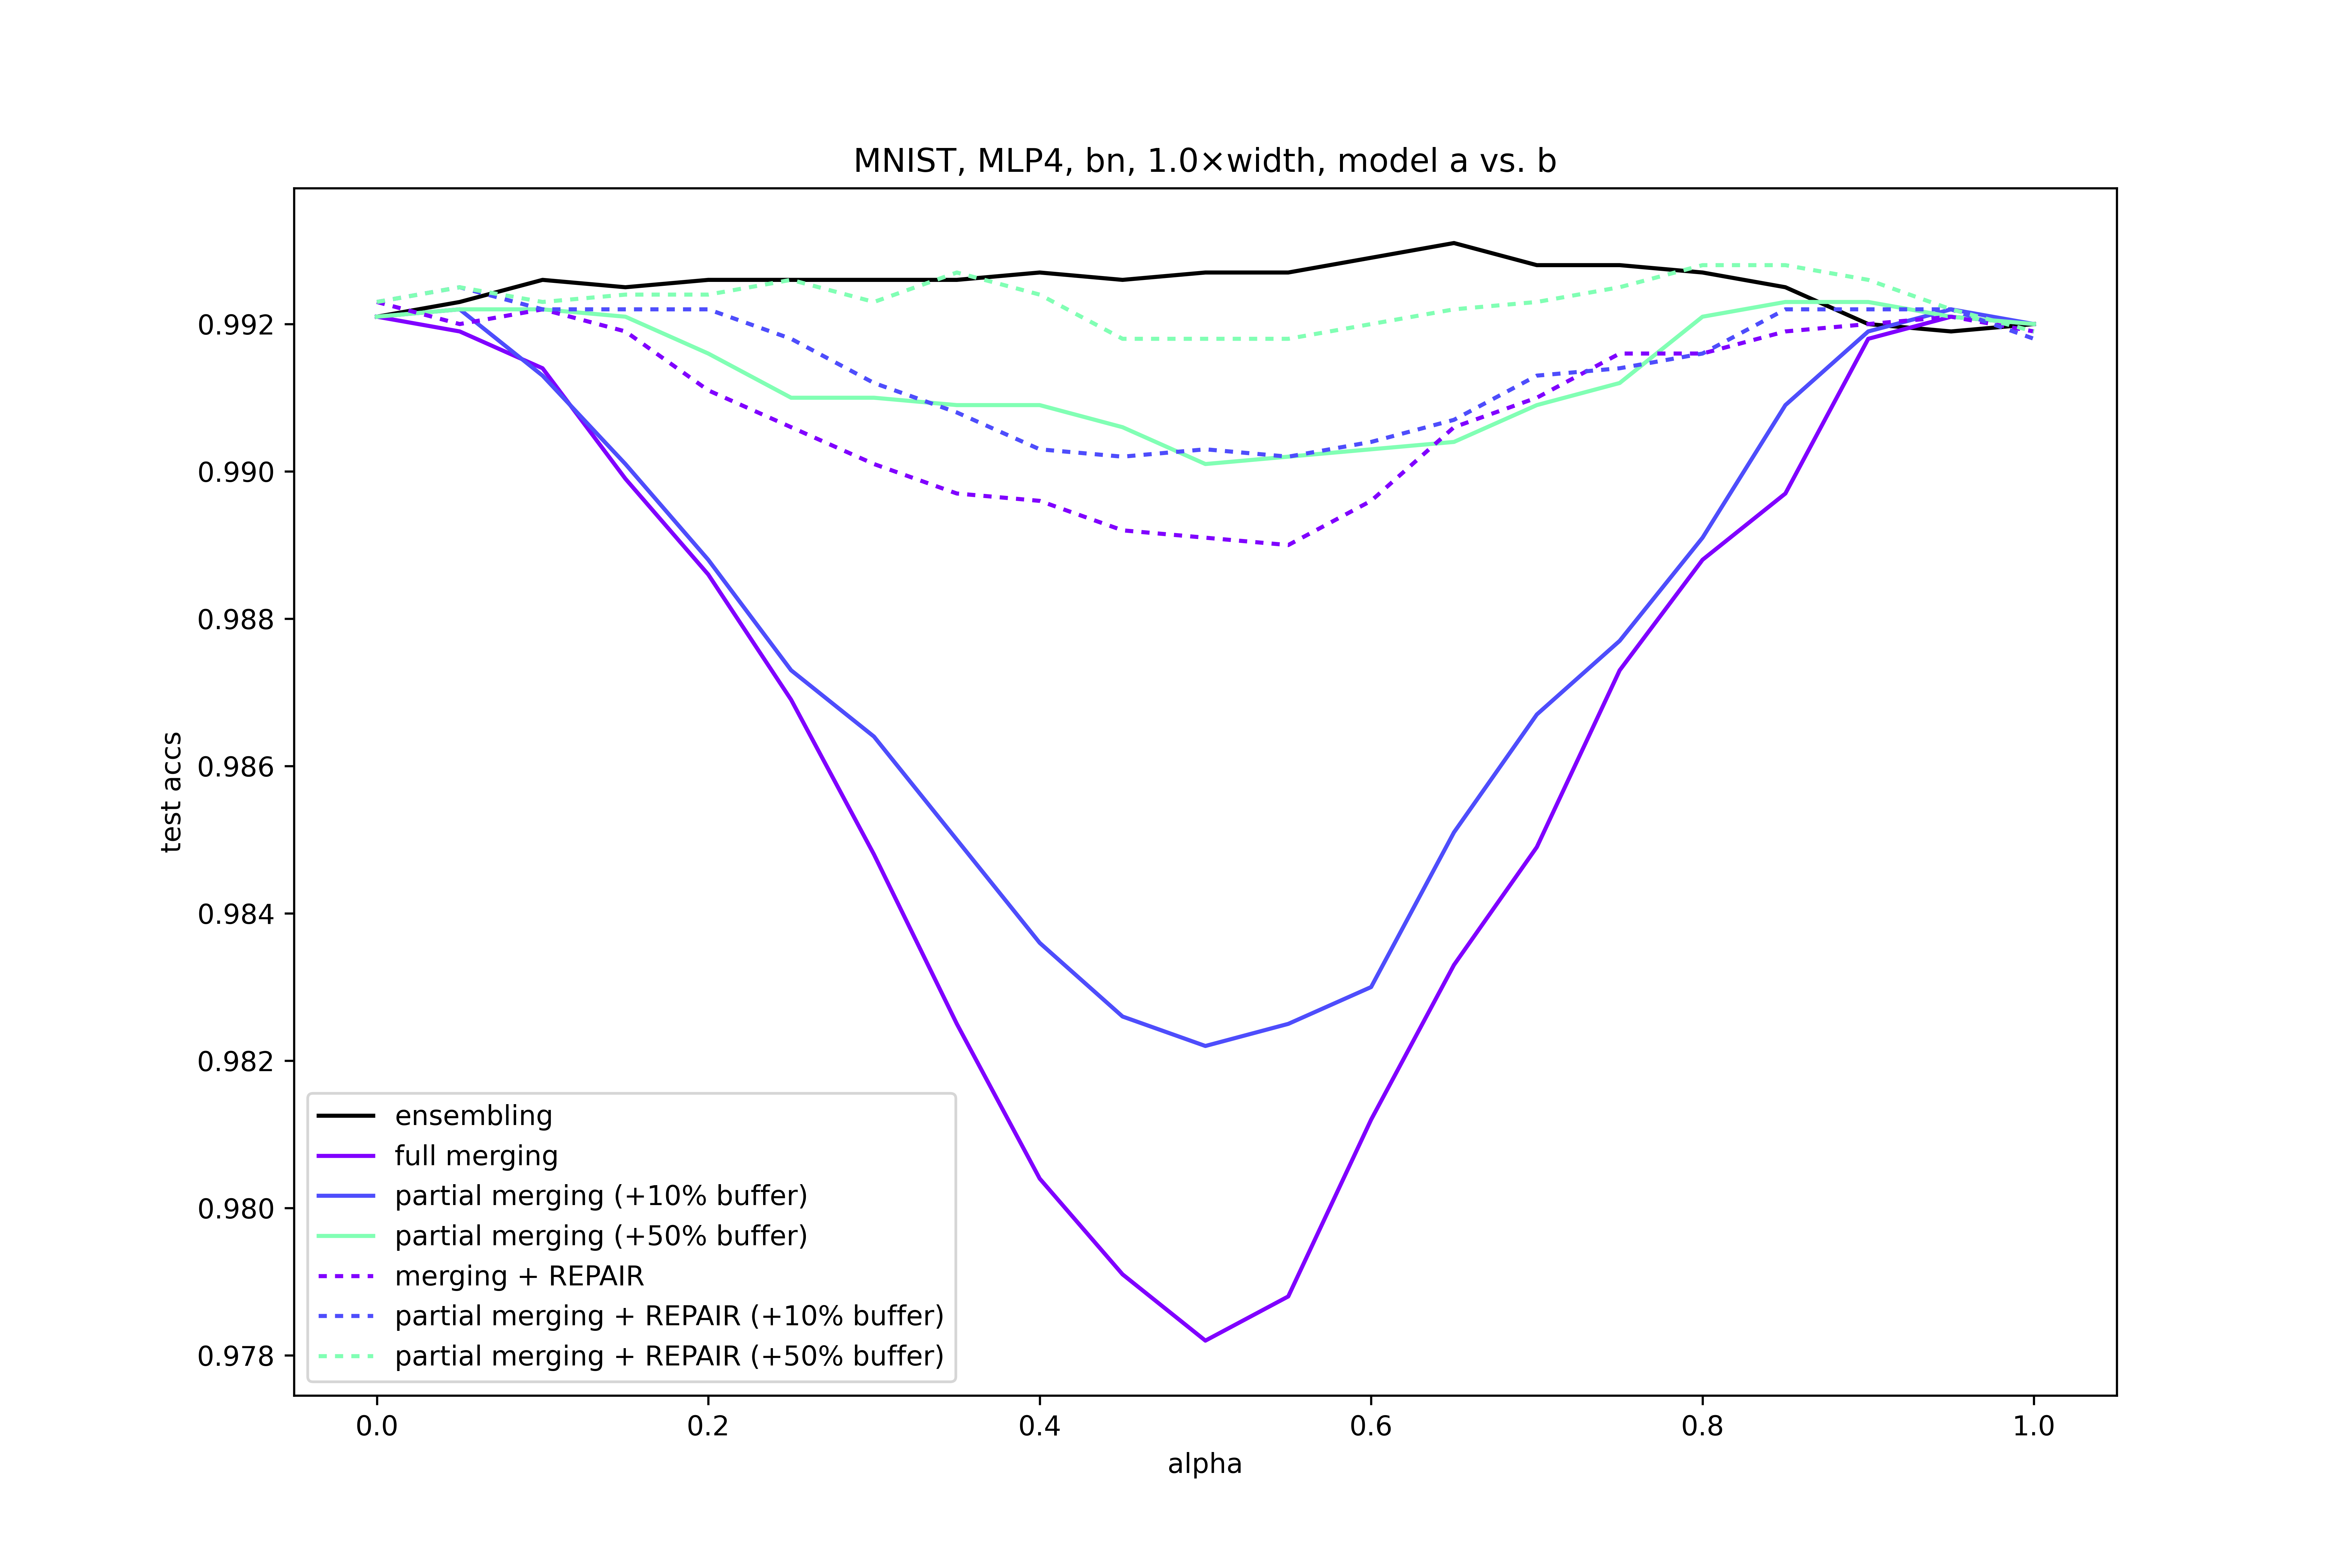 MNIST, MLP4, bn, 1.0×width, model a vs. b
test accs
0.992
0.990
0.988
0.986
0.984
0.982
0.980
0.978
ensembling
full merging
partial merging (+10% buffer)
partial merging (+50% buffer)
merging + REPAIR
partial merging + REPAIR (+10% buffer)
partial merging + REPAIR (+50% buffer)
0.0 0.2 0.4 0.6 0.8 1.0
alpha